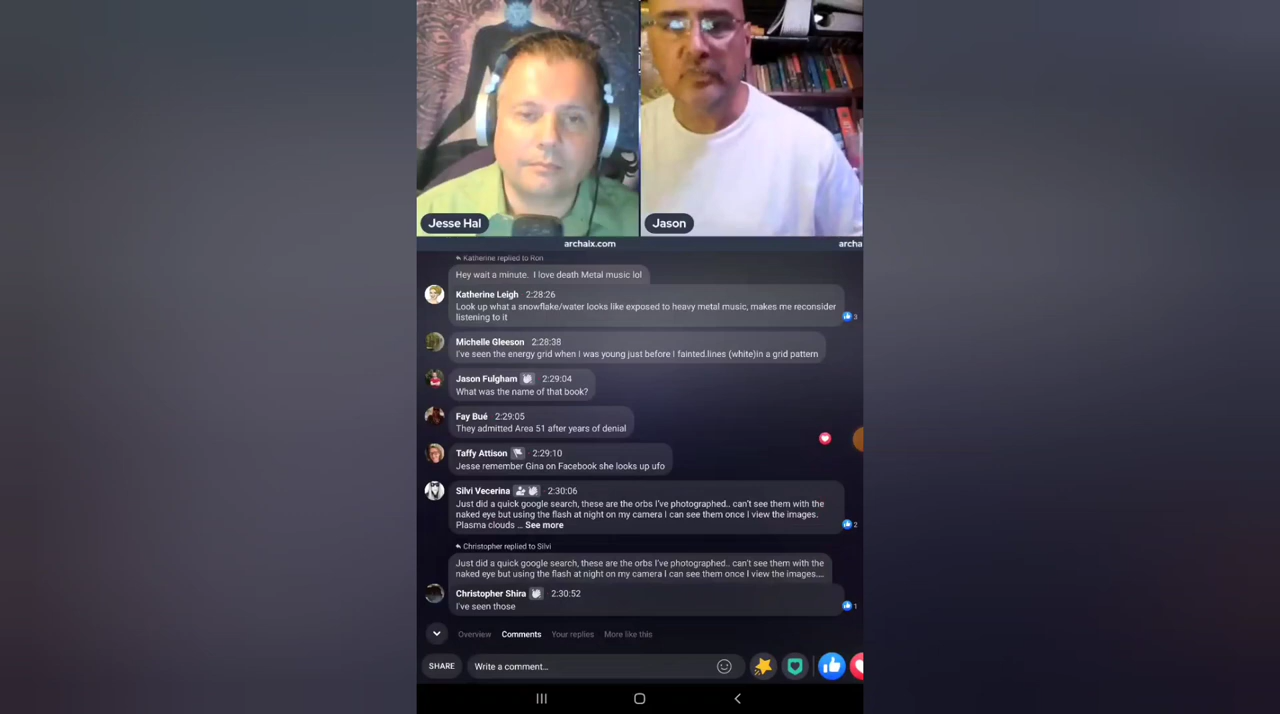 Jesse Hal
Jason
archaix.com
archa
Katherine replied to Ron
Hey wait a minute. I love death Metal music lol
Katherine Leigh 2:28:26
Look up what a snowflake/water looks like exposed to heavy metal music, makes me reconsider
listening to it
3
Michelle Gleeson 2:28:38
I've seen the energy grid when I was young just before I fainted.lines (white)in a grid pattern
Jason Fulgham 2:29:04
What was the name of that book?
Fay Bué 2:29:05
They admitted Area 51 after years of denial
Taffy Attison 2:29:10
Jesse remember Gina on Facebook she looks up ufo
Silvi Vecerina 2:30:06
Just did a quick google search, these are the orbs I've photographed.. can't see them with the
naked eye but using the flash at night on my camera I can see them once I view the images.
Plasma clouds ... See more
2
Christopher replied to Silvi
Just did a quick google search, these are the orbs I've photographed.. can't see them with the
naked eye but using the flash at night on my camera I can see them once I view the images....
Christopher Shira 2:30:52
I've seen those
1
Overview Comments Your replies More like this
SHARE Write a comment...